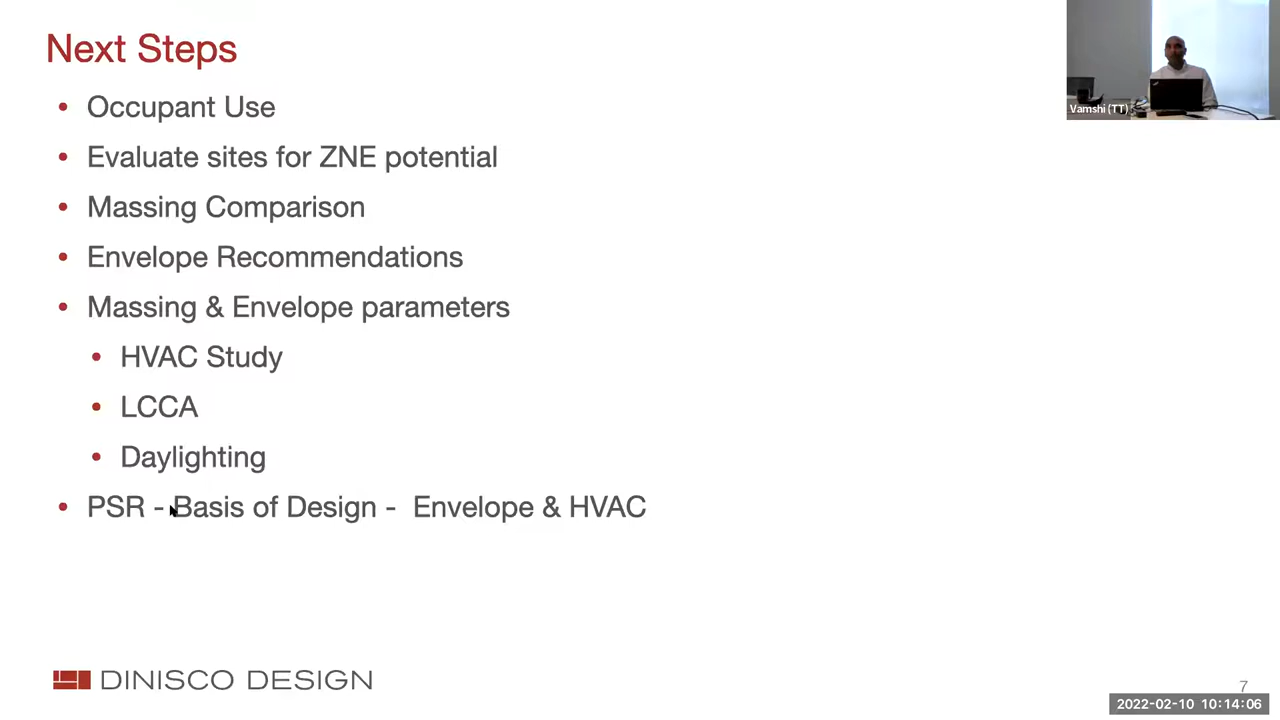 Next Steps
Vamshi (TT)
• Occupant Use
• Evaluate sites for ZNE potential
• Massing Comparison
• Envelope Recommendations
• Massing & Envelope parameters
• HVAC Study
• LCCA
• Daylighting
• PSR - Basis of Design - Envelope & HVAC
DINISCO DESIGN
7
2022-02-10 10:14:06